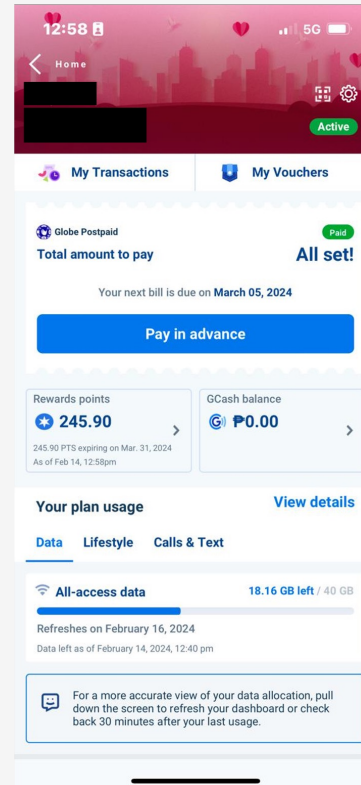 12:58
5G
Home
Active
My Transactions
My Vouchers
Globe Postpaid
Paid
Total amount to pay
All set!
Your next bill is due on March 05, 2024
Pay in advance
Rewards points
245.90
245.90 PTS expiring on Mar. 31, 2024
As of Feb 14, 12:58pm
GCash balance
₱0.00
Your plan usage
View details
Data
Lifestyle
Calls & Text
All-access data
18.16 GB left / 40 GB
Refreshes on February 16, 2024
Data left as of February 14, 2024, 12:40 pm
For a more accurate view of your data allocation, pull
down the screen to refresh your dashboard or check
back 30 minutes after your last usage.